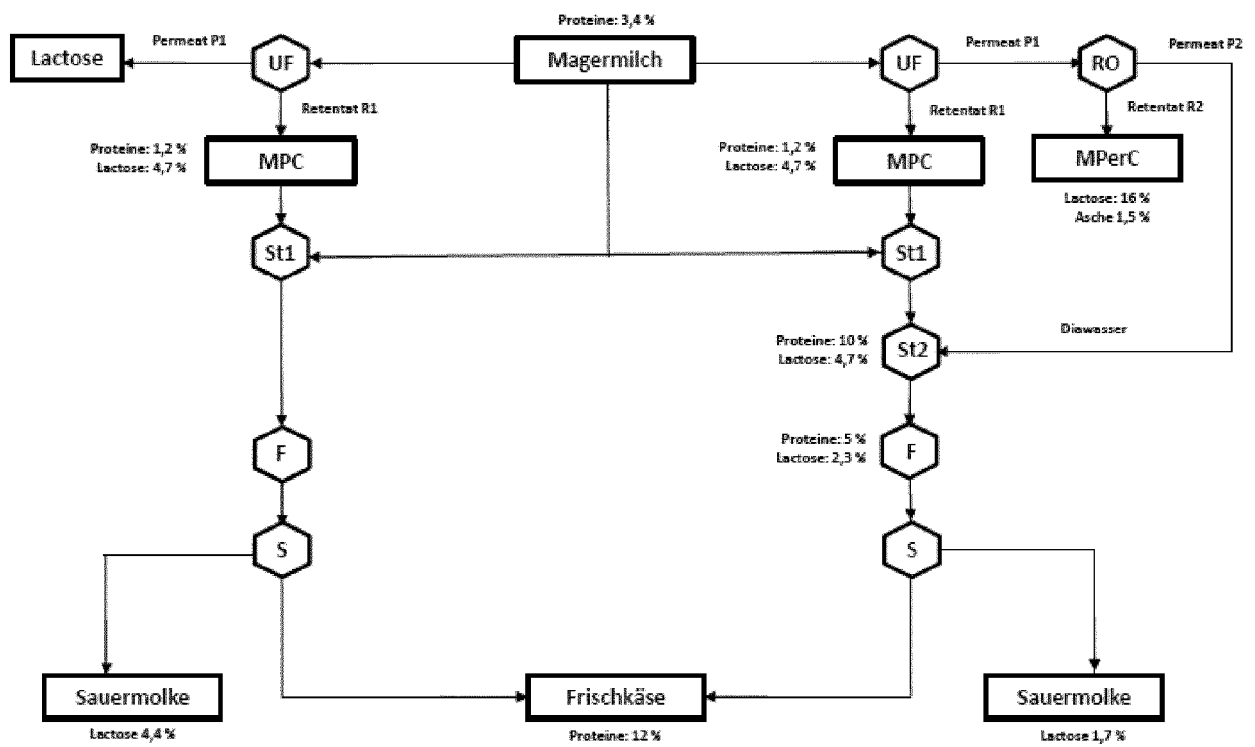 Proteine: 3,4 %
Permeat P1
Permeat P1
Permeat P2
Lactose
UF
Magermilch
UF
RO
Retentat R1
Retentat R1
Retentat R2
Proteine: 1,2 %
Lactose: 4,7 %
MPC
Proteine: 1,2 %
Lactose: 4,7 %
MPC
MPerC
Lactose: 16 %
Asche 1,5 %
St1
St1
Diawasser
Proteine: 10 %
Lactose: 4,7 %
St2
F
Proteine: 5 %
Lactose: 2,3 %
F
S
S
Sauermolke
Frischkäse
Sauermolke
Lactose 4,4 %
Proteine: 12 %
Lactose 1,7 %